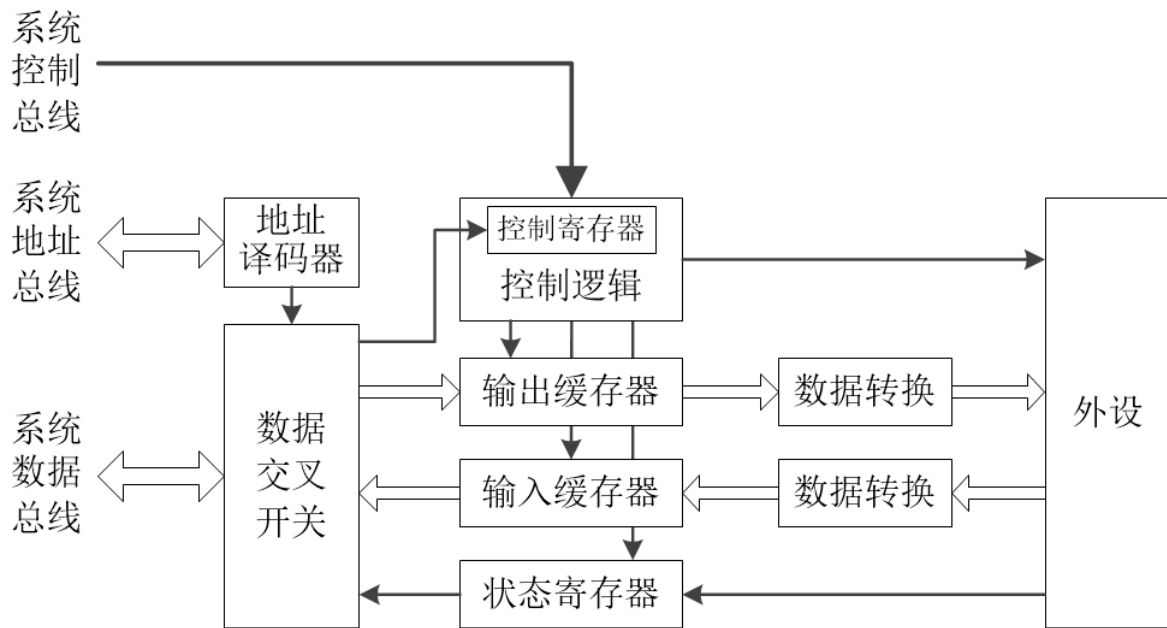 系统
控制
总线
系统
地址
总线
地址
译码器
控制寄存器
控制逻辑
系统
数据
总线
数据
交叉
开关
输出缓存器
数据转换
输入缓存器
数据转换
状态寄存器
外设